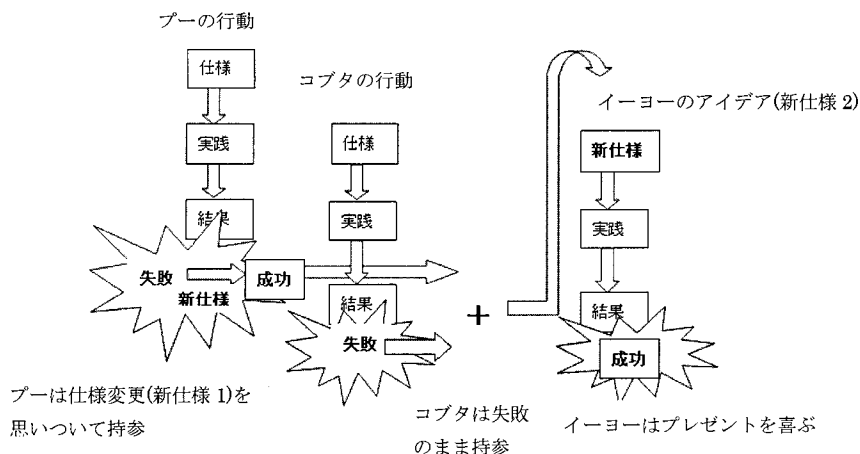 プーの行動
仕様
実践
結果
失敗
新仕様
成功
プーは仕様変更(新仕様 1)を
思いついて持参
コブタの行動
仕様
実践
結果
失敗
コブタは失敗
のまま持参
+
イーヨーのアイデア(新仕様 2)
新仕様
実践
結果
成功
イーヨーはプレゼントを喜ぶ